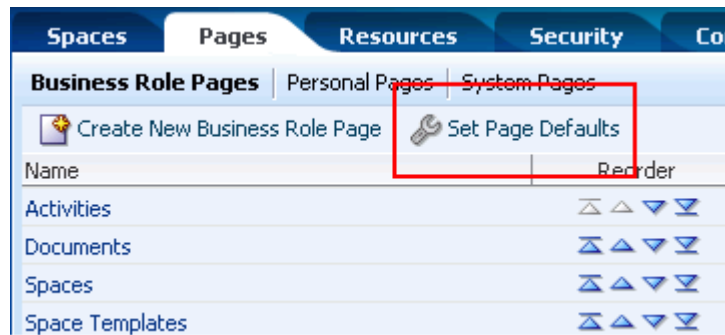 Spaces Pages Resources Security Co
Business Role Pages Personal Pages System Pages
Create New Business Role Page Set Page Defaults
Name Reorder
Activities
Documents
Spaces
Space Templates